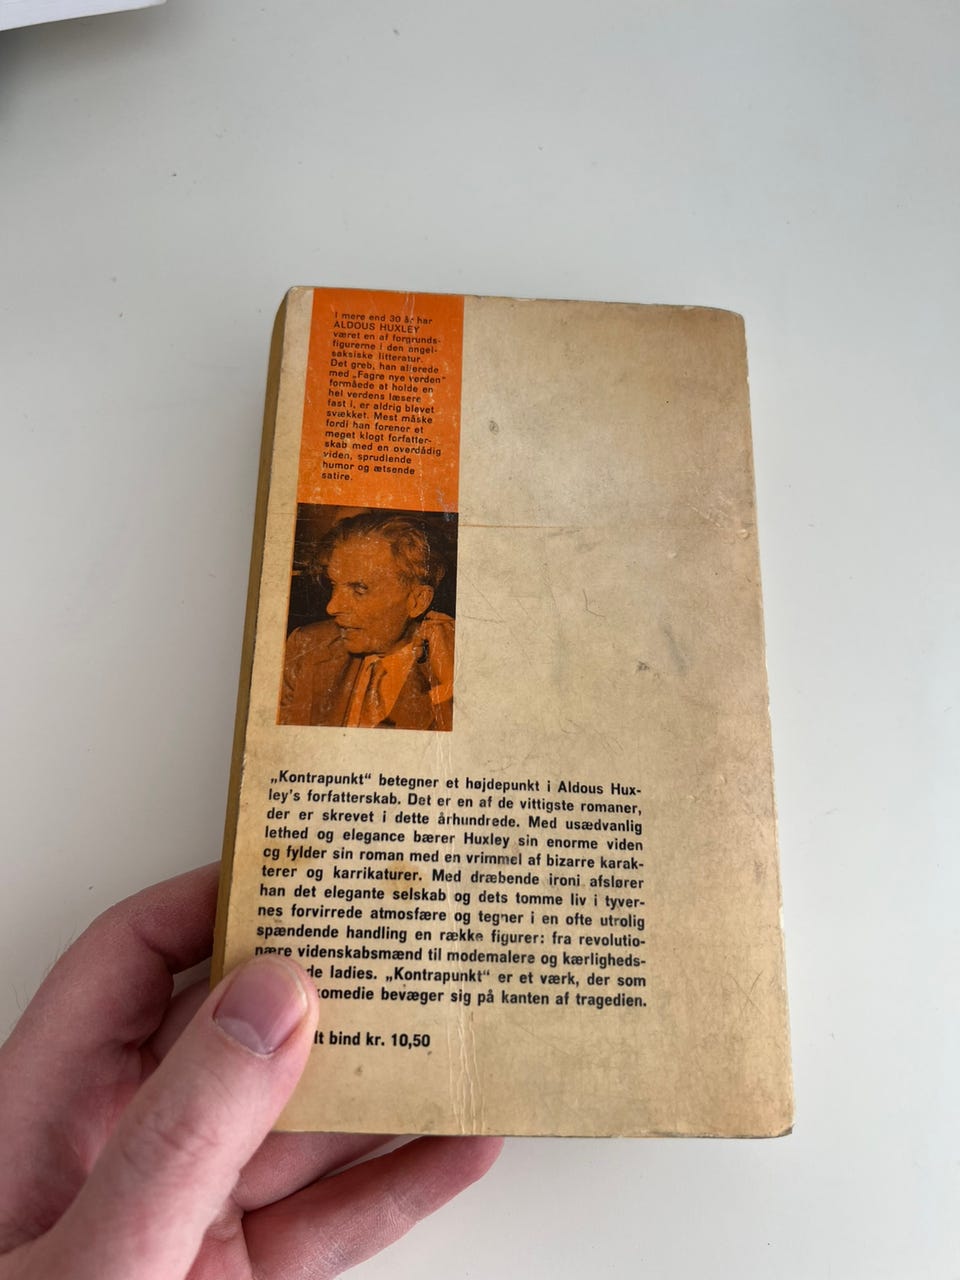 I mere end 30 år har
ALDOUS HUXLEY
været en af forgrunds-
figurerne i den angel-
saksiske litteratur.
Det greb, han allerede
med „Fagre nye verden“
formåede at holde en
hel verdens læsere
fast i, er aldrig blevet
svækket. Mest måske
fordi han forener et
meget klogt forfatter-
skab med en overdådig
viden, sprudlende
humor og ætsende
satire.
„Kontrapunkt“ betegner et højdepunkt i Aldous Hux-
ley's forfatterskab. Det er en af de vittigste romaner,
der er skrevet i dette århundrede. Med usædvanlig
lethed og elegance bærer Huxley sin enorme viden
og fylder sin roman med en vrimmel af bizarre karak-
terer og karrikaturer. Med dræbende ironi afslører
han det elegante selskab og dets tomme liv i tyver-
nes forvirrede atmosfære og tegner i en ofte utrolig
spændende handling en række figurer: fra revolutio-
nære videnskabsmænd til modemalere og kærligheds-
de ladies. „Kontrapunkt“ er et værk, der som
komedie bevæger sig på kanten af tragedien.
lt bind kr. 10,50